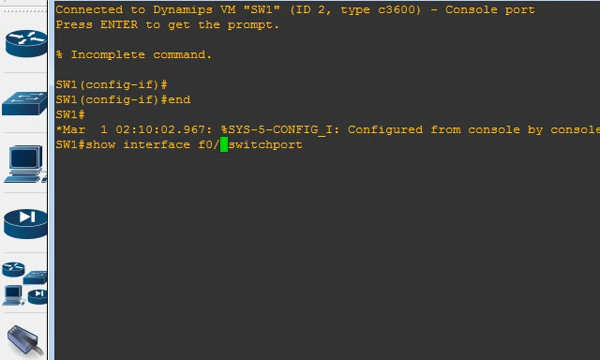 Connected to Dynamips VM "SW1" (ID 2, type c3600) - Console port
Press ENTER to get the prompt.
% Incomplete command.
SW1(config-if)#
SW1(config-if)#end
SW1#
*Mar  1 02:10:02.967: %SYS-5-CONFIG_I: Configured from console by console
SW1#show interface f0/ switchport